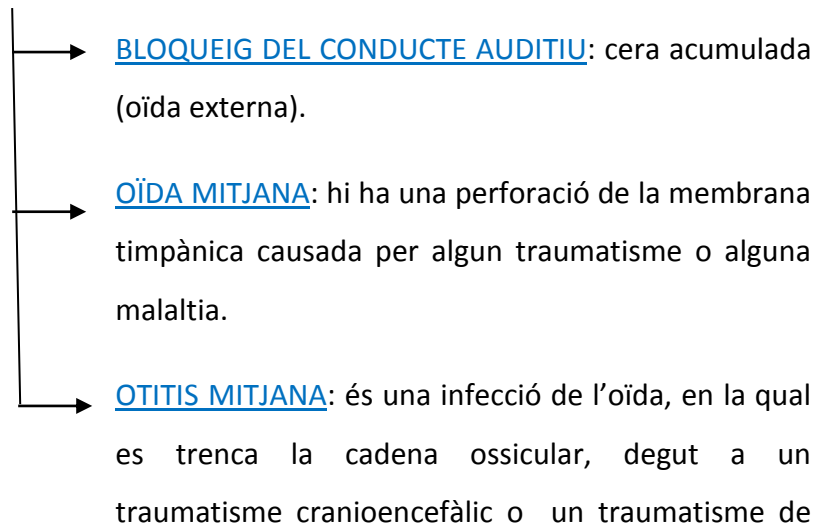 BLOQUEIG DEL CONDUCTE AUDITIU: cera acumulada
(oïda externa).
OÏDA MITJANA: hi ha una perforació de la membrana
timpànica causada per algun traumatisme o alguna
malaltia.
OTITIS MITJANA: és una infecció de l’oïda, en la qual
es trenca la cadena ossicular, degut a un
traumatisme cranioencefàlic o un traumatisme de